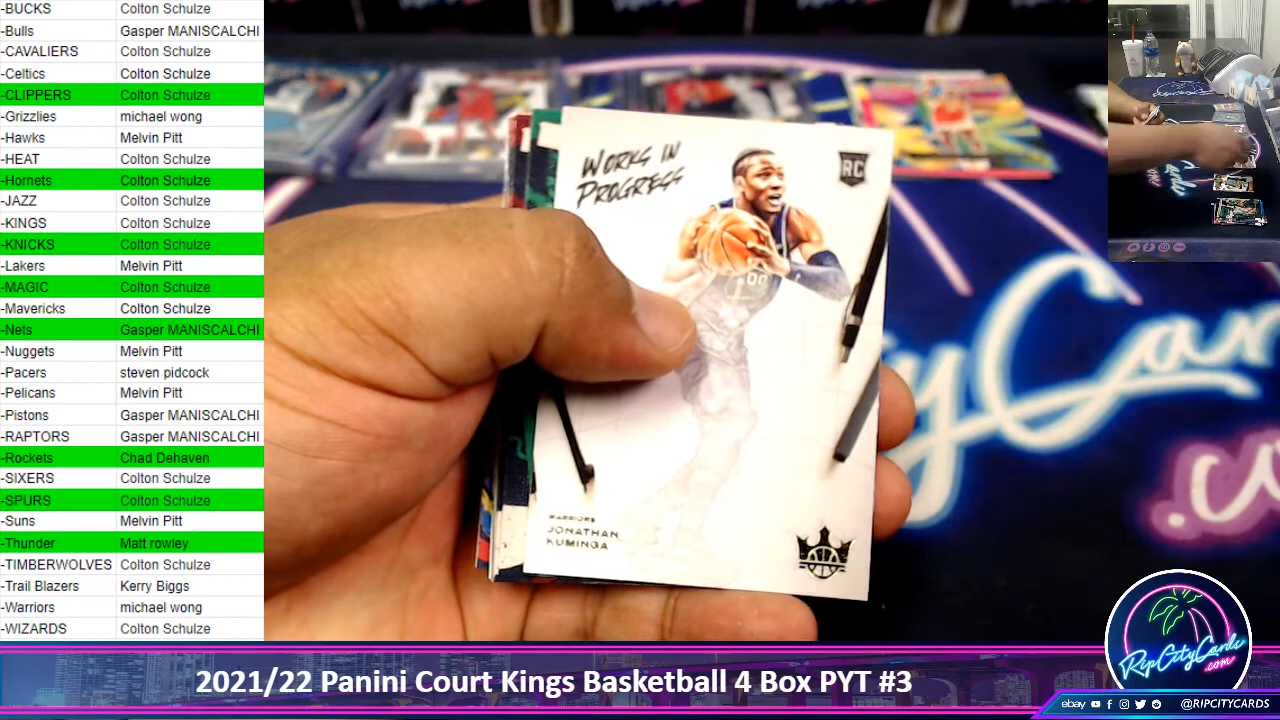 -BUCKS Colton Schulze
-Bulls Gasper MANISCALCHI
-CAVALIERS Colton Schulze
-Celtics Colton Schulze
-CLIPPERS Colton Schulze
-Grizzlies michael wong
-Hawks Melvin Pitt
-HEAT Colton Schulze
-Hornets Colton Schulze
-JAZZ Colton Schulze
-KINGS Colton Schulze
-KNICKS Colton Schulze
-Lakers Melvin Pitt
-MAGIC Colton Schulze
-Mavericks Colton Schulze
-Nets Gasper MANISCALCHI
-Nuggets Melvin Pitt
-Pacers steven pidcock
-Pelicans Melvin Pitt
-Pistons Gasper MANISCALCHI
-RAPTORS Gasper MANISCALCHI
-Rockets Chad Dehaven
-SIXERS Colton Schulze
-SPURS Colton Schulze
-Suns Melvin Pitt
-Thunder Matt rowley
-TIMBERWOLVES Colton Schulze
-Trail Blazers Kerry Biggs
-Warriors michael wong
-WIZARDS Colton Schulze
WORKS IN
PROGRESS
RC
00
WARRIORS
JONATHAN
KUMINGA
RipCityCards
.com
2021/22 Panini Court Kings Basketball 4 Box PYT #3
ebay
@RIPCITYCARDS